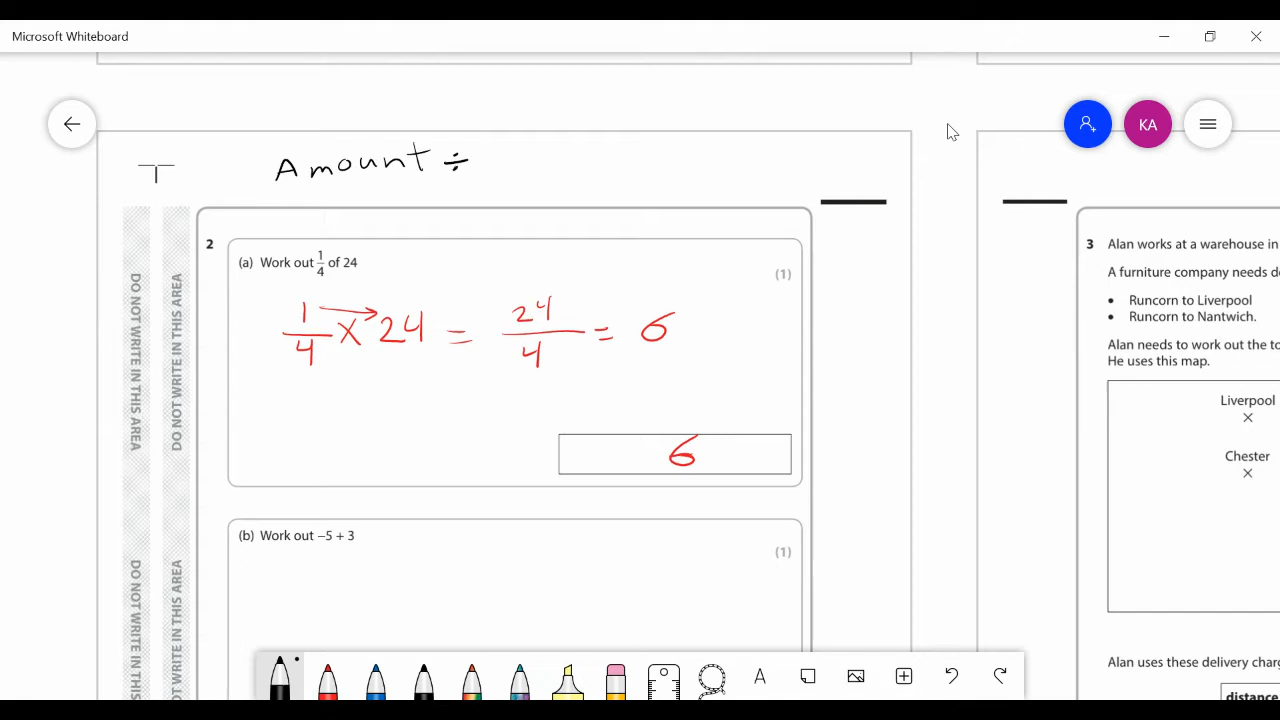 Microsoft Whiteboard
KA
Amount ÷
2
(a) Work out 1/4 of 24
(1)
1/4 × 24 = 24/4 = 6
6
(b) Work out −5 + 3
(1)
DO NOT WRITE IN THIS AREA
DO NOT WRITE IN THIS AREA
DO NOT WRITE IN THIS AREA
DO NOT WRITE IN THIS AREA
3 Alan works at a warehouse in
A furniture company needs de
• Runcorn to Liverpool
• Runcorn to Nantwich.
Alan needs to work out the to
He uses this map.
Liverpool
×
Chester
×
Alan uses these delivery charg
distance
A